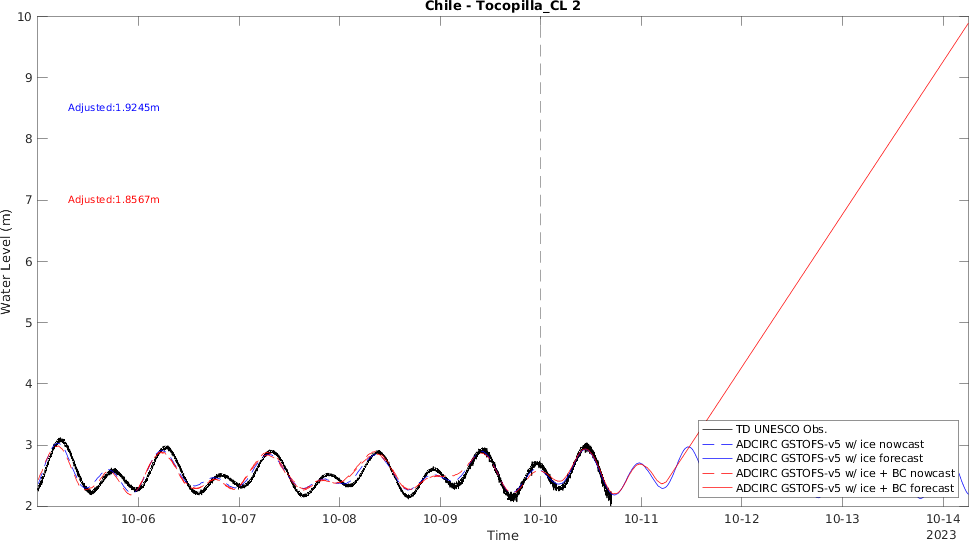 Chile - Tocopilla_CL 2
Water Level (m)
10
9
8
7
6
5
4
3
2
Adjusted:1.9245m
Adjusted:1.8567m
TD UNESCO Obs.
ADCIRC GSTOFS-v5 w/ ice nowcast
ADCIRC GSTOFS-v5 w/ ice forecast
ADCIRC GSTOFS-v5 w/ ice + BC nowcast
ADCIRC GSTOFS-v5 w/ ice + BC forecast
10-06 10-07 10-08 10-09 10-10 10-11 10-12 10-13 10-14
2023
Time